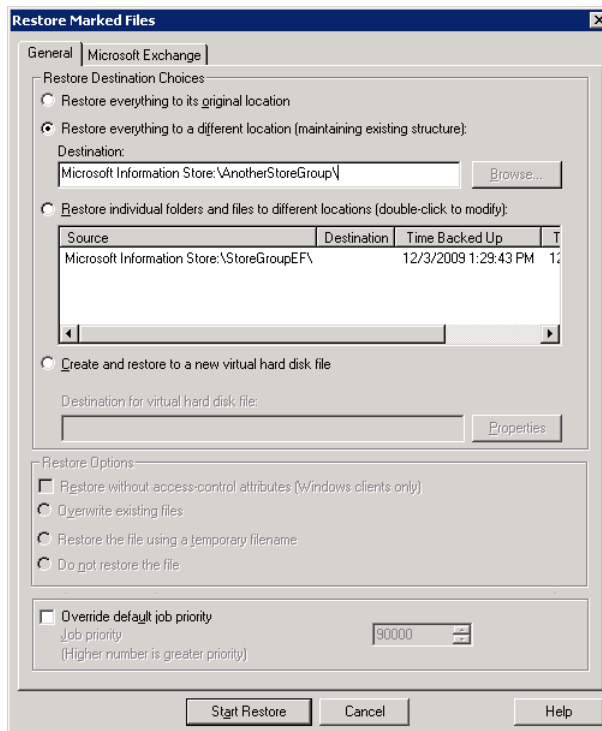 Restore Marked Files
General
Microsoft Exchange
Restore Destination Choices
Restore everything to its original location
Restore everything to a different location (maintaining existing structure):
Destination:
Microsoft Information Store:\AnotherStoreGroup\
Browse...
Restore individual folders and files to different locations (double-click to modify):
Source Destination Time Backed Up T
Microsoft Information Store:\StoreGroupEF\ 12/3/2009 1:29:43 PM 12
Create and restore to a new virtual hard disk file
Destination for virtual hard disk file:
Properties
Restore Options
Restore without access-control attributes (Windows clients only)
Overwrite existing files
Restore the file using a temporary filename
Do not restore the file
Override default job priority
Job priority 90000
(Higher number is greater priority)
Start Restore Cancel Help